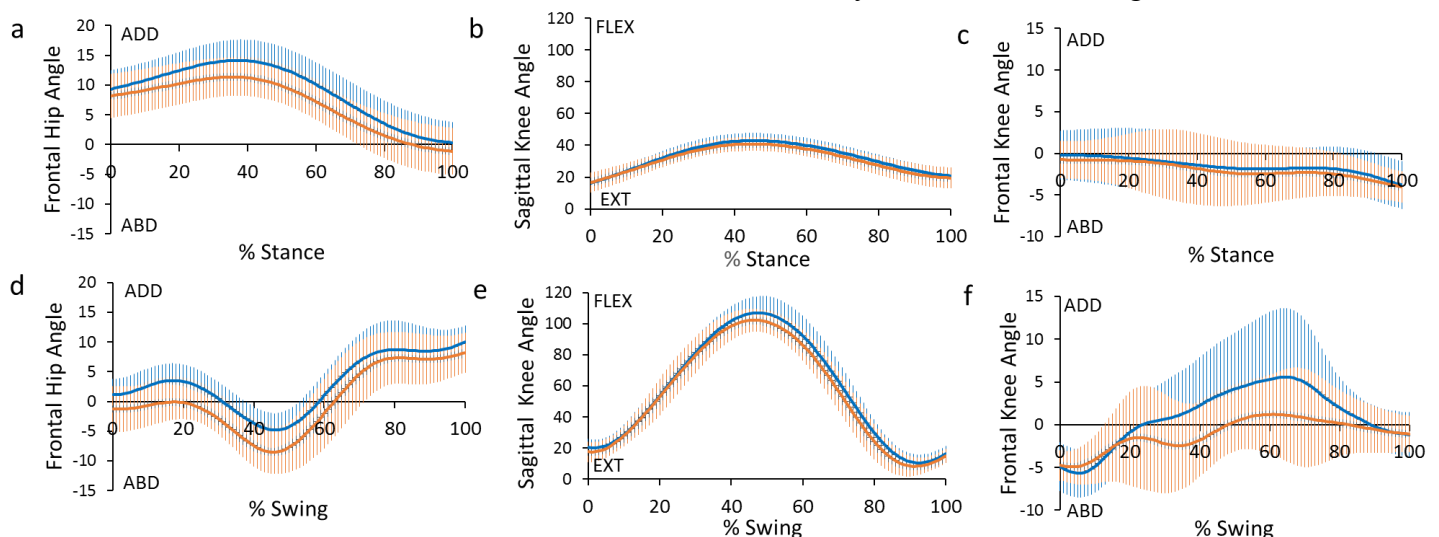 a
Frontal Hip Angle
20
15
10
5
0
-5
-10
-15
ADD
ABD
0 20 40 60 80 100
% Stance
b
Sagittal Knee Angle
120
100
80
60
40
20
0
FLEX
EXT
0 20 40 60 80 100
% Stance
c
Frontal Knee Angle
15
10
5
0
-5
-10
ADD
ABD
0 20 40 60 80 100
% Stance
d
Frontal Hip Angle
20
15
10
5
0
-5
-10
-15
ADD
ABD
0 20 40 60 80 100
% Swing
e
Sagittal Knee Angle
120
100
80
60
40
20
0
FLEX
EXT
0 20 40 60 80 100
% Swing
f
Frontal Knee Angle
15
10
5
0
-5
-10
ADD
ABD
0 20 40 60 80 100
% Swing